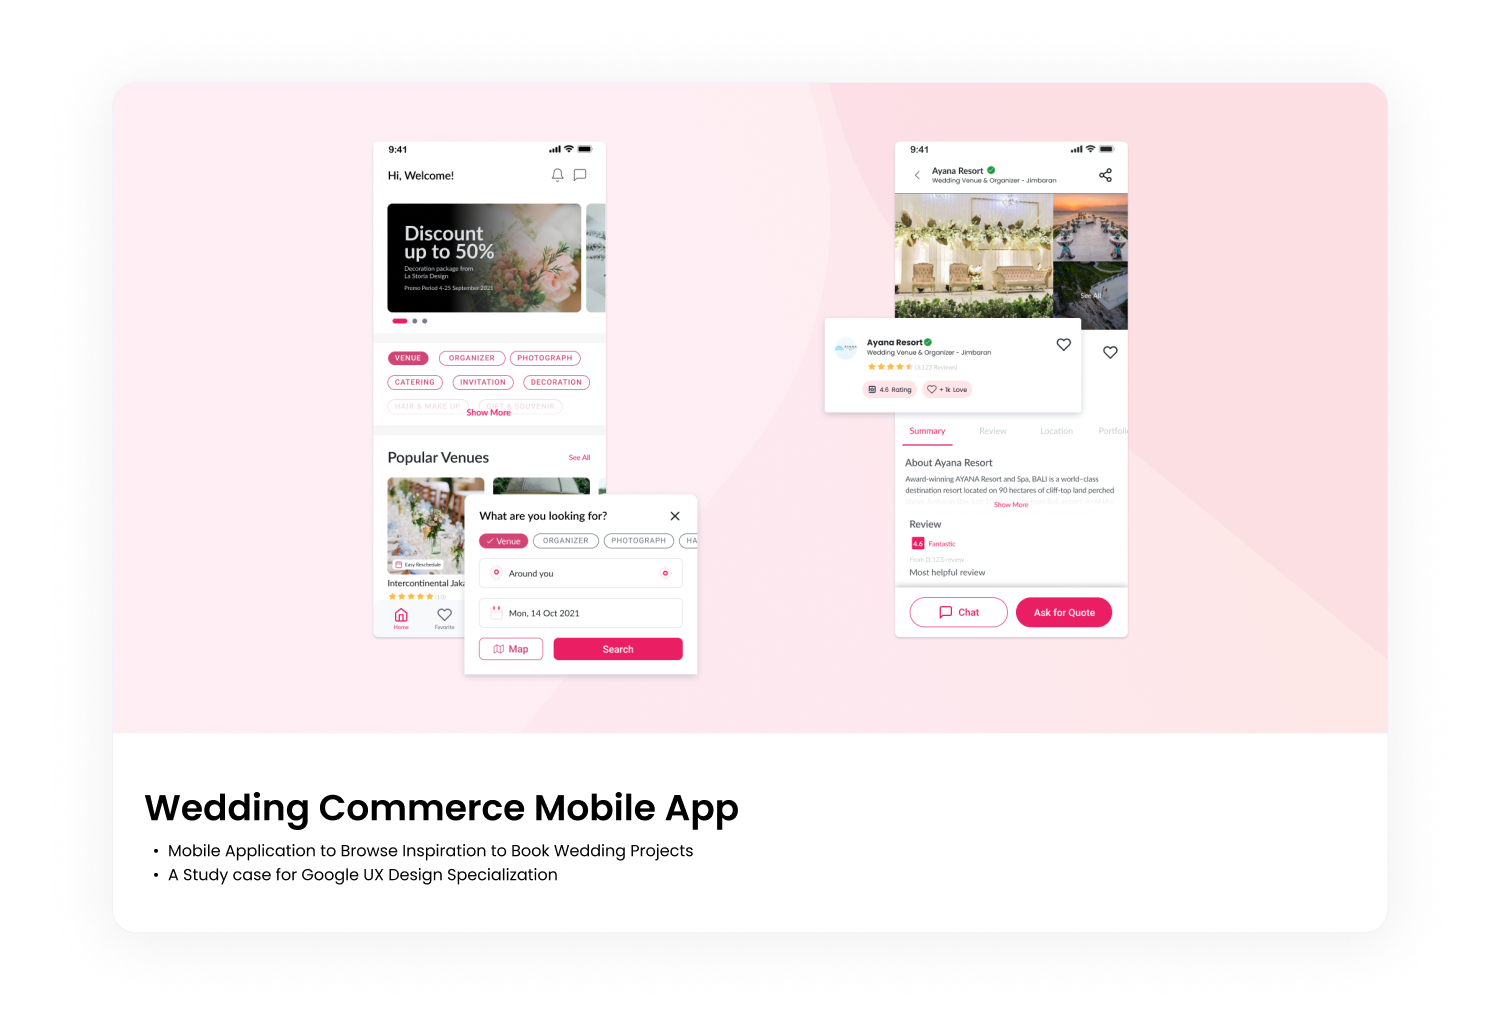 9:41
Hi, Welcome!
Discount
up to 50%
Decoration package from
La Storia Design
Promo Period 4-25 September 2021
VENUE ORGANIZER PHOTOGRAPH
CATERING INVITATION DECORATION
HAIR & MAKE UP GIFT & SOUVENIR
Show More
Popular Venues See All
Easy Reschedule
Intercontinental Jaka
(10)
Home Favorite
What are you looking for?
Venue ORGANIZER PHOTOGRAPH HA
Around you
Mon, 14 Oct 2021
Map Search
9:41
Ayana Resort
Wedding Venue & Organizer - Jimbaran
See All
AYANA
Ayana Resort
Wedding Venue & Organizer - Jimbaran
(3,123 Reviews)
4.6 Rating + 1k Love
Summary Review Location Portfolio
About Ayana Resort
Award-winning AYANA Resort and Spa, BALI is a world-class
destination resort located on 90 hectares of cliff-top land perched
Show More
Review
4.6 Fantastic
From (3,123) review
Most helpful review
Chat Ask for Quote
Wedding Commerce Mobile App
• Mobile Application to Browse Inspiration to Book Wedding Projects
• A Study case for Google UX Design Specialization